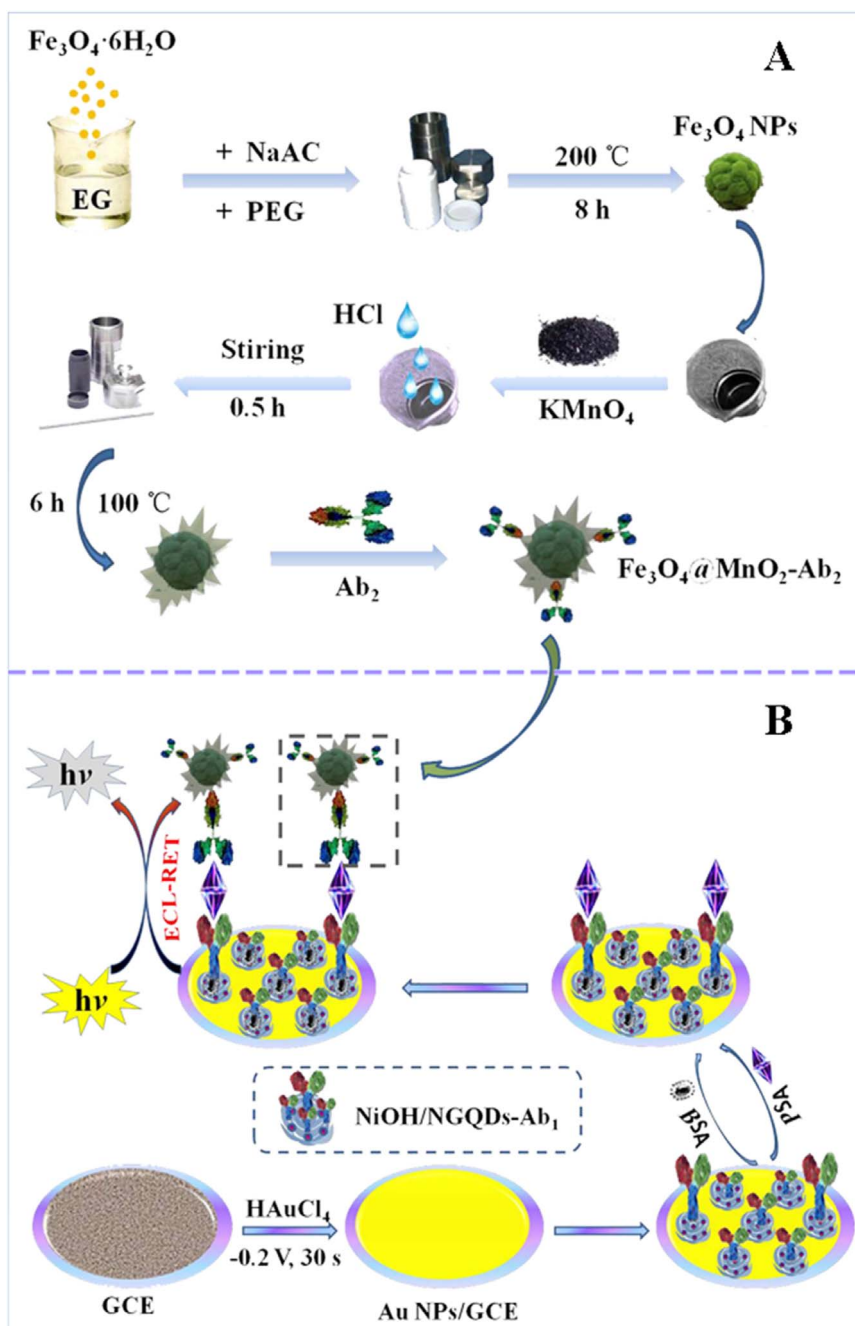 Fe₃O₄·6H₂O
A
EG
+ NaAC
+ PEG
200 ℃
8 h
Fe₃O₄ NPs
HCl
Stiring
0.5 h
KMnO₄
6 h
100 ℃
Ab₂
Fe₃O₄@MnO₂-Ab₂
B
hν
ECL-RET
hν
BSA
PSA
NiOH/NGQDs-Ab₁
HAuCl₄
-0.2 V, 30 s
GCE
Au NPs/GCE